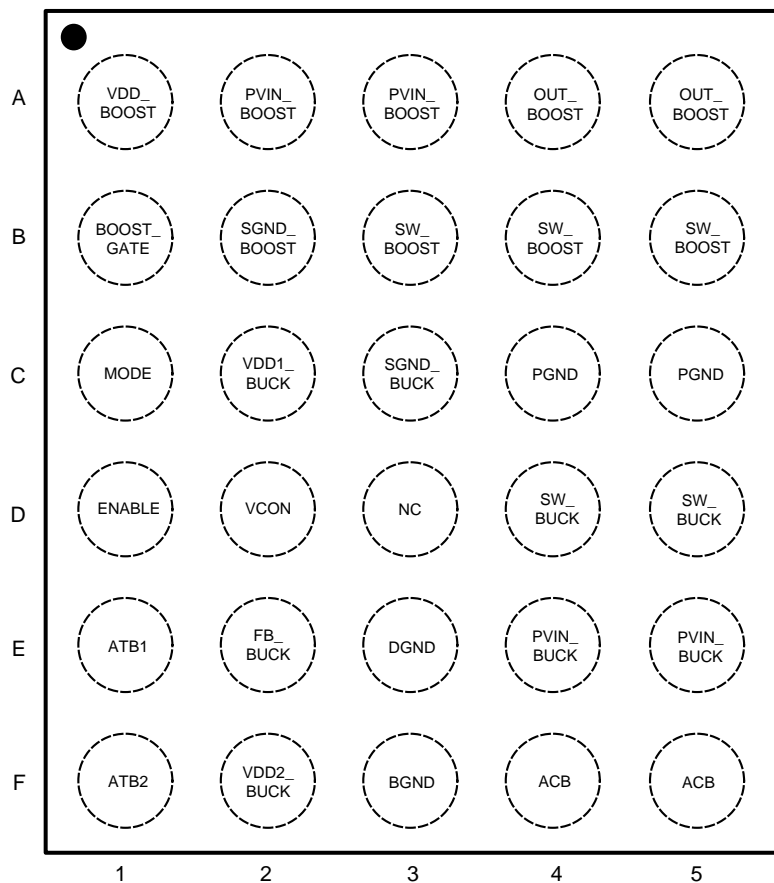 A
VDD_
BOOST
PVIN_
BOOST
PVIN_
BOOST
OUT_
BOOST
OUT_
BOOST
B
BOOST_
GATE
SGND_
BOOST
SW_
BOOST
SW_
BOOST
SW_
BOOST
C
MODE
VDD1_
BUCK
SGND_
BUCK
PGND
PGND
D
ENABLE
VCON
NC
SW_
BUCK
SW_
BUCK
E
ATB1
FB_
BUCK
DGND
PVIN_
BUCK
PVIN_
BUCK
F
ATB2
VDD2_
BUCK
BGND
ACB
ACB
1 2 3 4 5